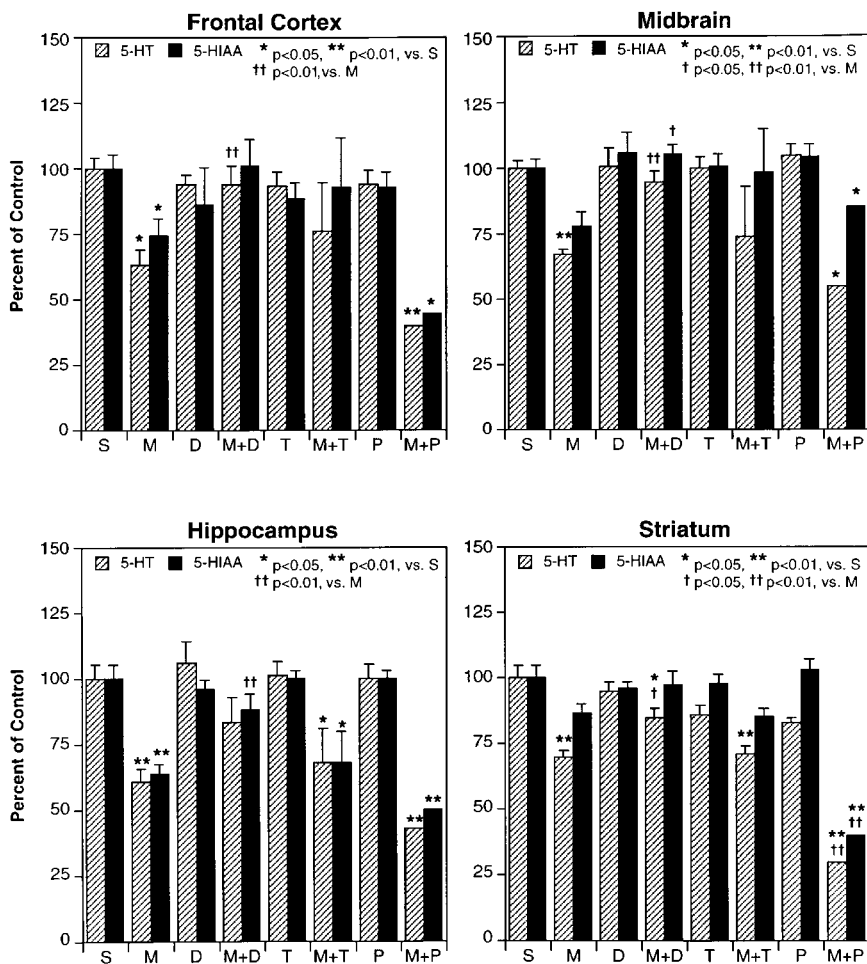 Frontal Cortex
150
5-HT 5-HIAA * p<0.05, ** p<0.01, vs. S
†† p<0.01,vs. M
125
††
100
Percent of Control
75
*
*
50
** *
25
0
S M D M+D T M+T P M+P
Midbrain
150
5-HT 5-HIAA * p<0.05, ** p<0.01, vs. S
† p<0.05, †† p<0.01, vs. M
125
†
††
100
*
75
**
50
*
25
0
S M D M+D T M+T P M+P
Hippocampus
150
5-HT 5-HIAA * p<0.05, ** p<0.01, vs. S
†† p<0.01, vs. M
125
100
††
Percent of Control
75
* *
** **
50
**
**
25
0
S M D M+D T M+T P M+P
Striatum
150
5-HT 5-HIAA * p<0.05, ** p<0.01, vs. S
† p<0.05, †† p<0.01, vs. M
125
100
*
†
75
** **
50
**
††
**
††
25
0
S M D M+D T M+T P M+P